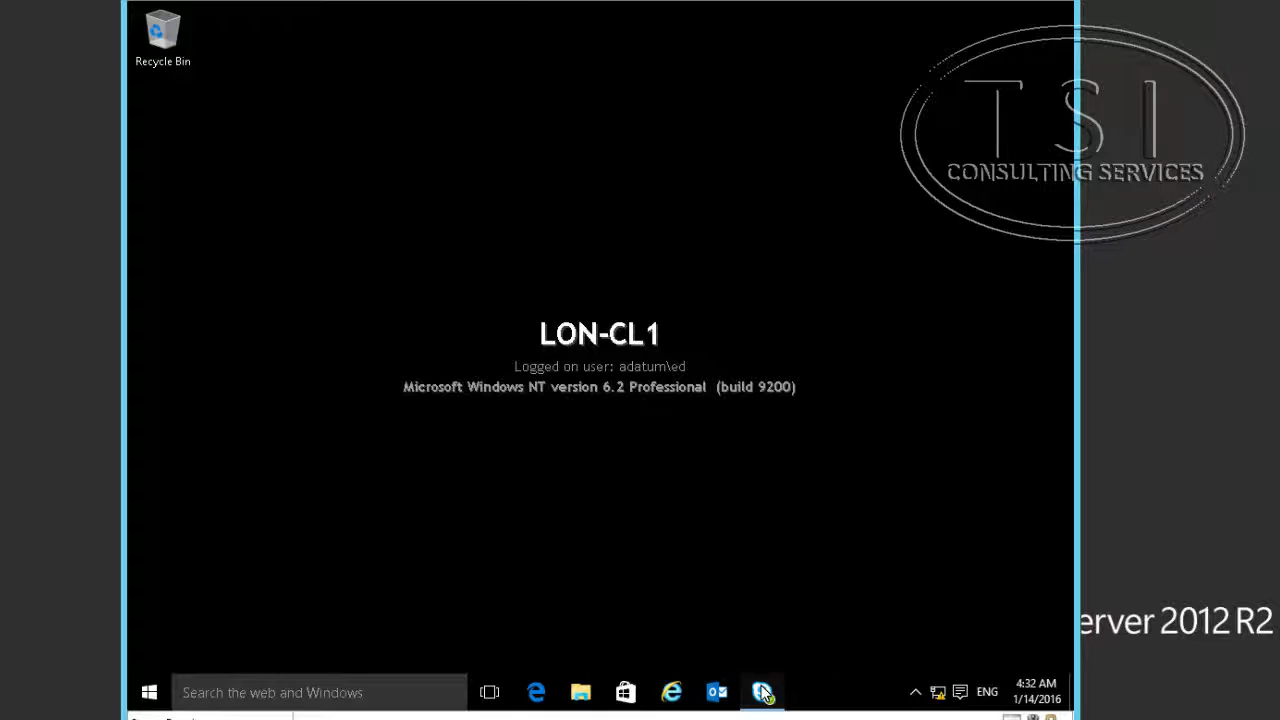 Recycle Bin
T S I
CONSULTING SERVICES
LON-CL1
Logged on user: adatum\ed
Microsoft Windows NT version 6.2 Professional (build 9200)
erver 2012 R2
Search the web and Windows
ENG
4:32 AM
1/14/2016